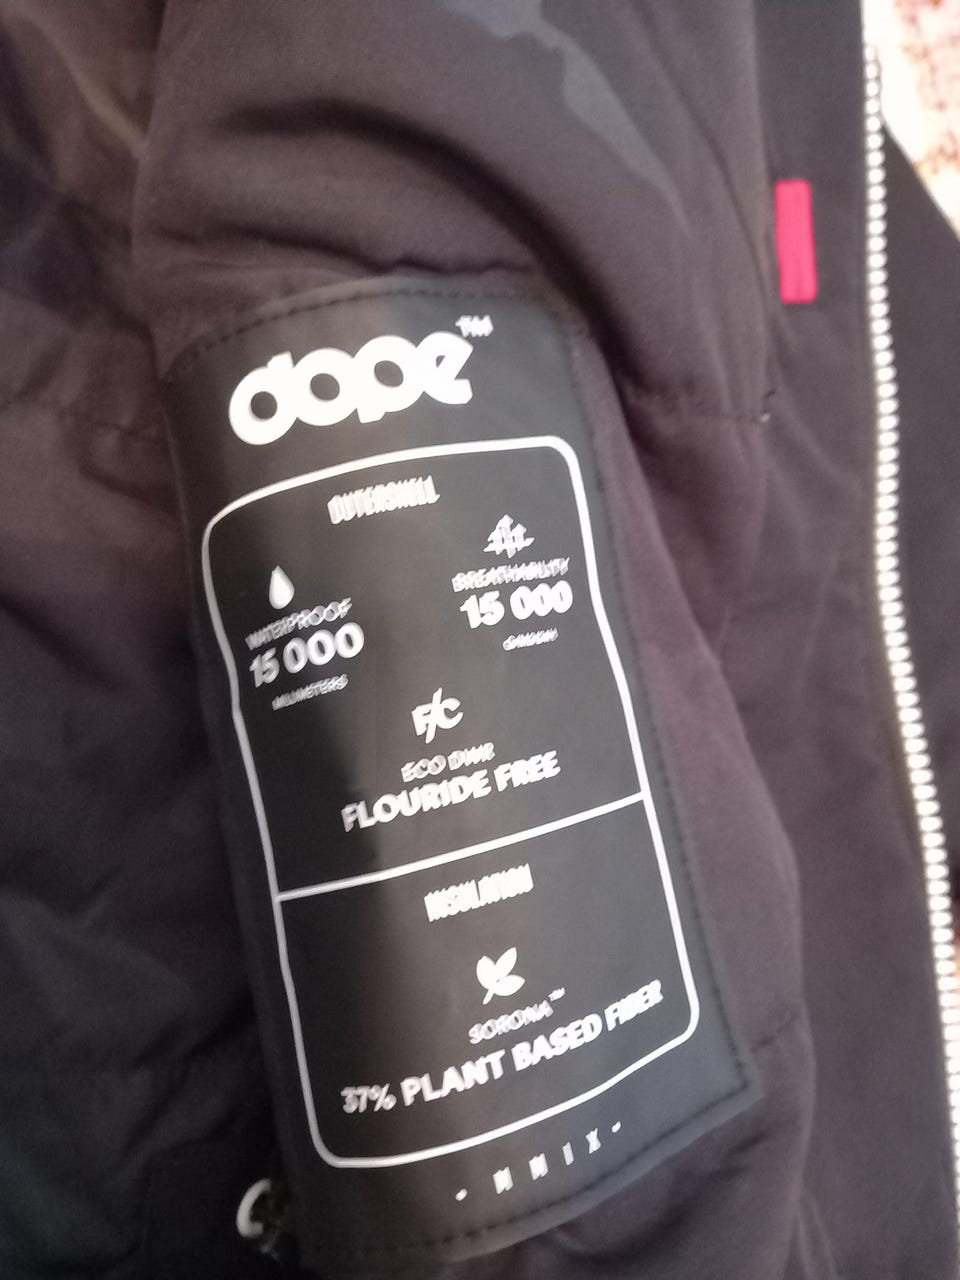 dope™
OUTERSHELL
WATERPROOF
15 000
MILLIMETERS
BREATHABILITY
15 000
F/C
ECO DWR
FLOURIDE FREE
INSULATION
SORONA™
37% PLANT BASED FIBER
- M M I X -